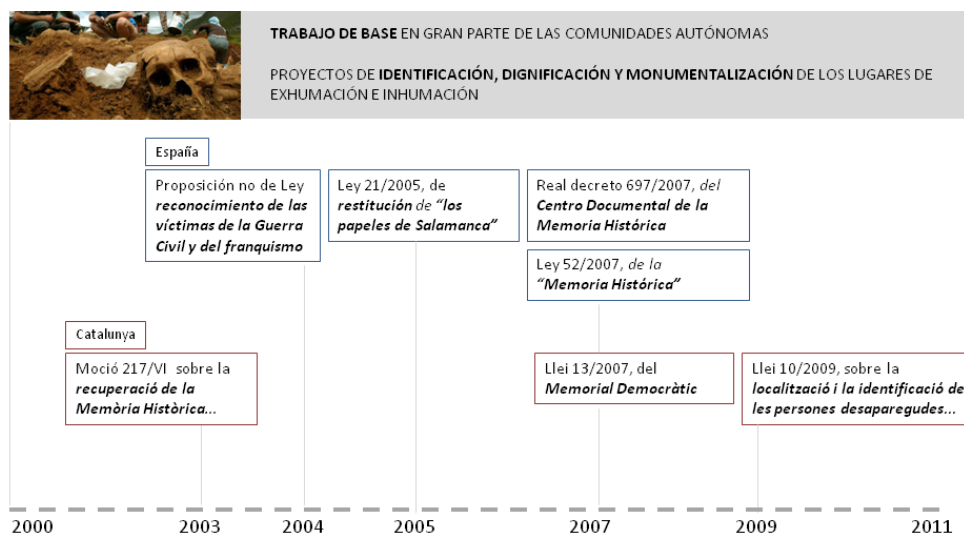 TRABAJO DE BASE EN GRAN PARTE DE LAS COMUNIDADES AUTÓNOMAS
PROYECTOS DE IDENTIFICACIÓN, DIGNIFICACIÓN Y MONUMENTALIZACIÓN DE LOS LUGARES DE
EXHUMACIÓN E INHUMACIÓN
España
Proposición no de Ley
reconocimiento de las
víctimas de la Guerra
Civil y del franquismo
Ley 21/2005, de
restitución de "los
papeles de Salamanca"
Real decreto 697/2007, del
Centro Documental de la
Memoria Histórica
Ley 52/2007, de la
"Memoria Histórica"
Catalunya
Moció 217/VI sobre la
recuperació de la
Memòria Històrica...
Llei 13/2007, del
Memorial Democràtic
Llei 10/2009, sobre la
localització i la identificació de
les persones desaparegudes...
2000 2003 2004 2005 2007 2009 2011